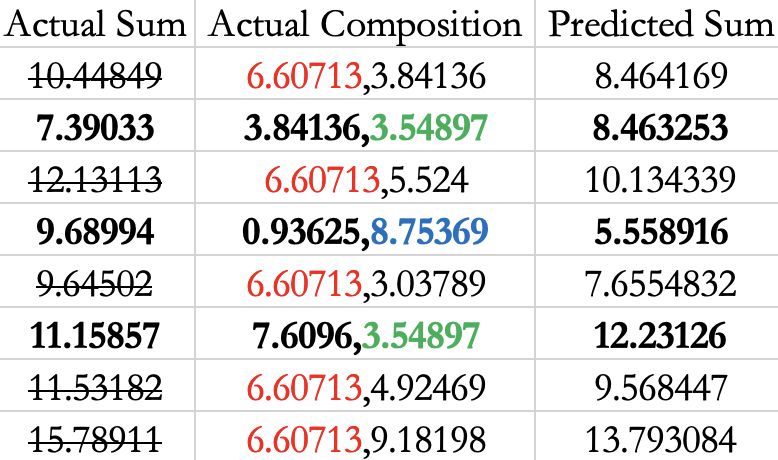 Actual Sum Actual Composition Predicted Sum
10.44849 6.60713,3.84136 8.464169
7.39033 3.84136,3.54897 8.463253
12.13113 6.60713,5.524 10.134339
9.68994 0.93625,8.75369 5.558916
9.64502 6.60713,3.03789 7.6554832
11.15857 7.6096,3.54897 12.23126
11.53182 6.60713,4.92469 9.568447
15.78911 6.60713,9.18198 13.793084